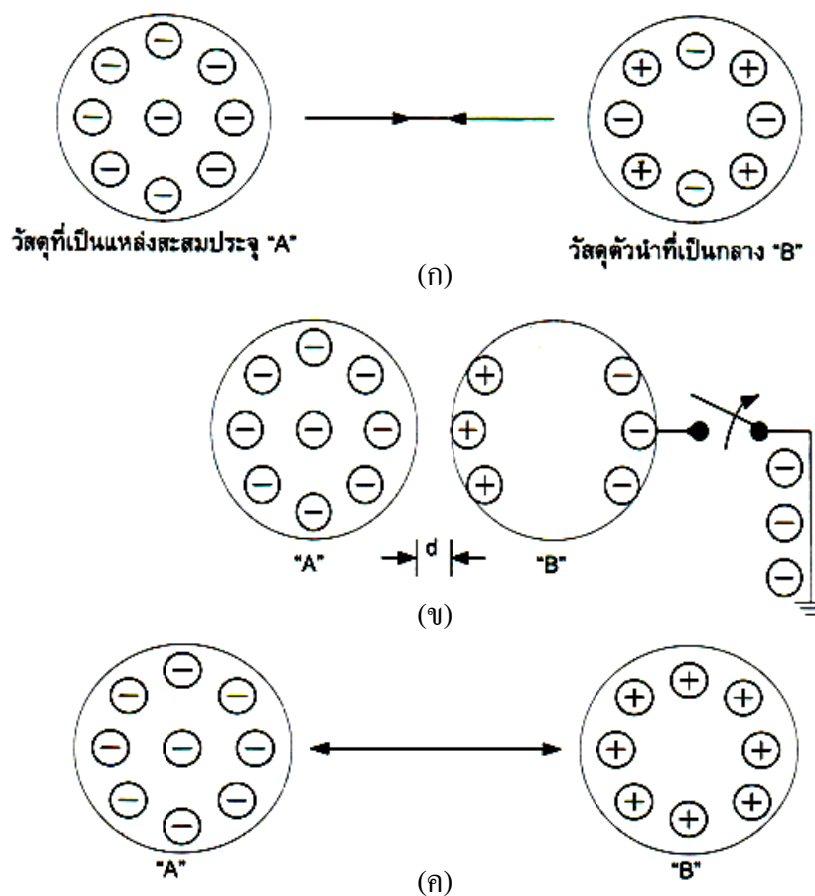 วัสดุที่เป็นแหล่งสะสมประจุ "A"
วัสดุตัวนำที่เป็นกลาง "B"
(ก)
d
"A"
"B"
(ข)
"A"
"B"
(ค)